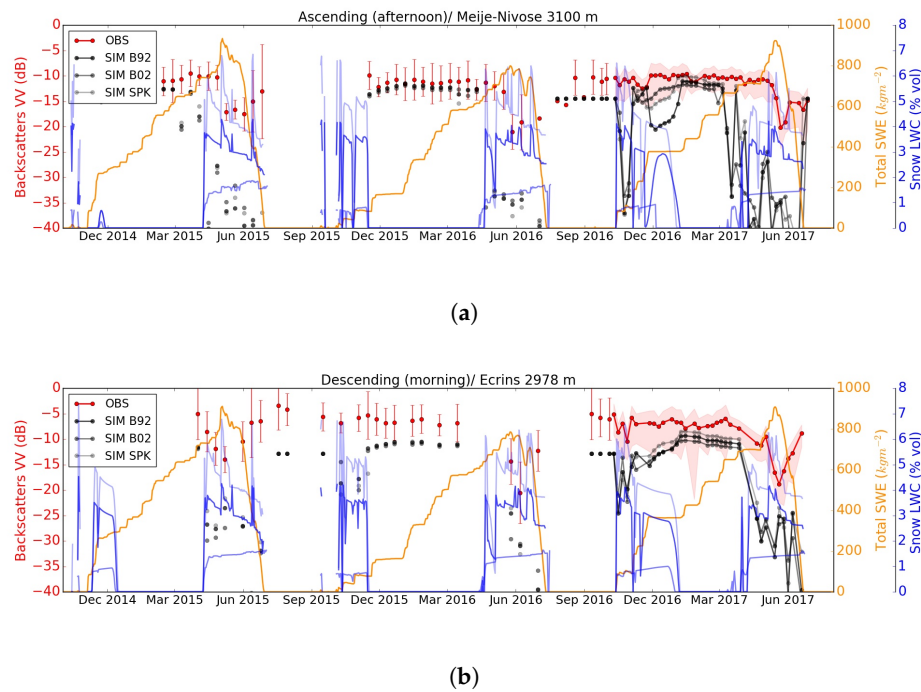 Ascending (afternoon)/ Meije-Nivose 3100 m
Backscatters VV (dB)
0
−5
−10
−15
−20
−25
−30
−35
−40
OBS
SIM B92
SIM B02
SIM SPK
Dec 2014 Mar 2015 Jun 2015 Sep 2015 Dec 2015 Mar 2016 Jun 2016 Sep 2016 Dec 2016 Mar 2017 Jun 2017
1000
800
600
400
200
0
Total SWE (kgm−2)
8
7
6
5
4
3
2
1
0
Snow LWC (% vol)
(a)
Descending (morning)/ Ecrins 2978 m
Backscatters VV (dB)
0
−5
−10
−15
−20
−25
−30
−35
−40
OBS
SIM B92
SIM B02
SIM SPK
Dec 2014 Mar 2015 Jun 2015 Sep 2015 Dec 2015 Mar 2016 Jun 2016 Sep 2016 Dec 2016 Mar 2017 Jun 2017
1000
800
600
400
200
0
Total SWE (kgm−2)
8
7
6
5
4
3
2
1
0
Snow LWC (% vol)
(b)